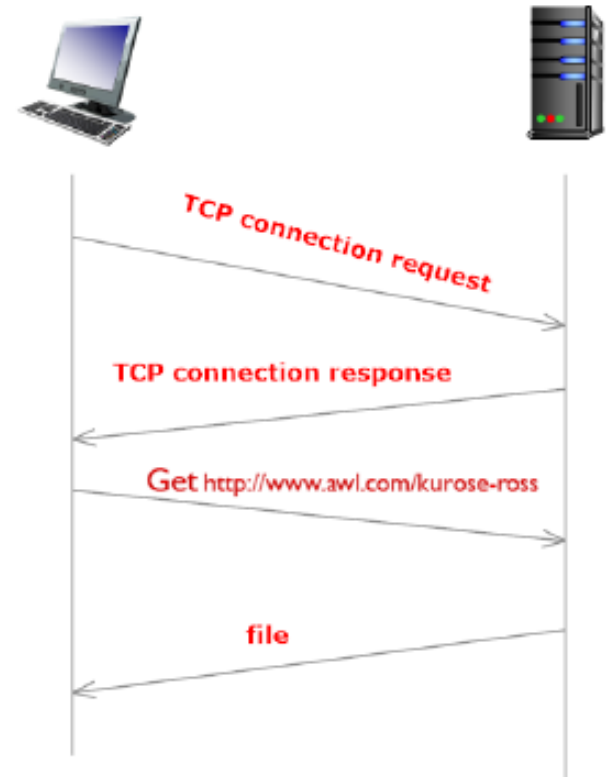 TCP connection request
TCP connection response
Get http://www.awl.com/kurose-ross
file